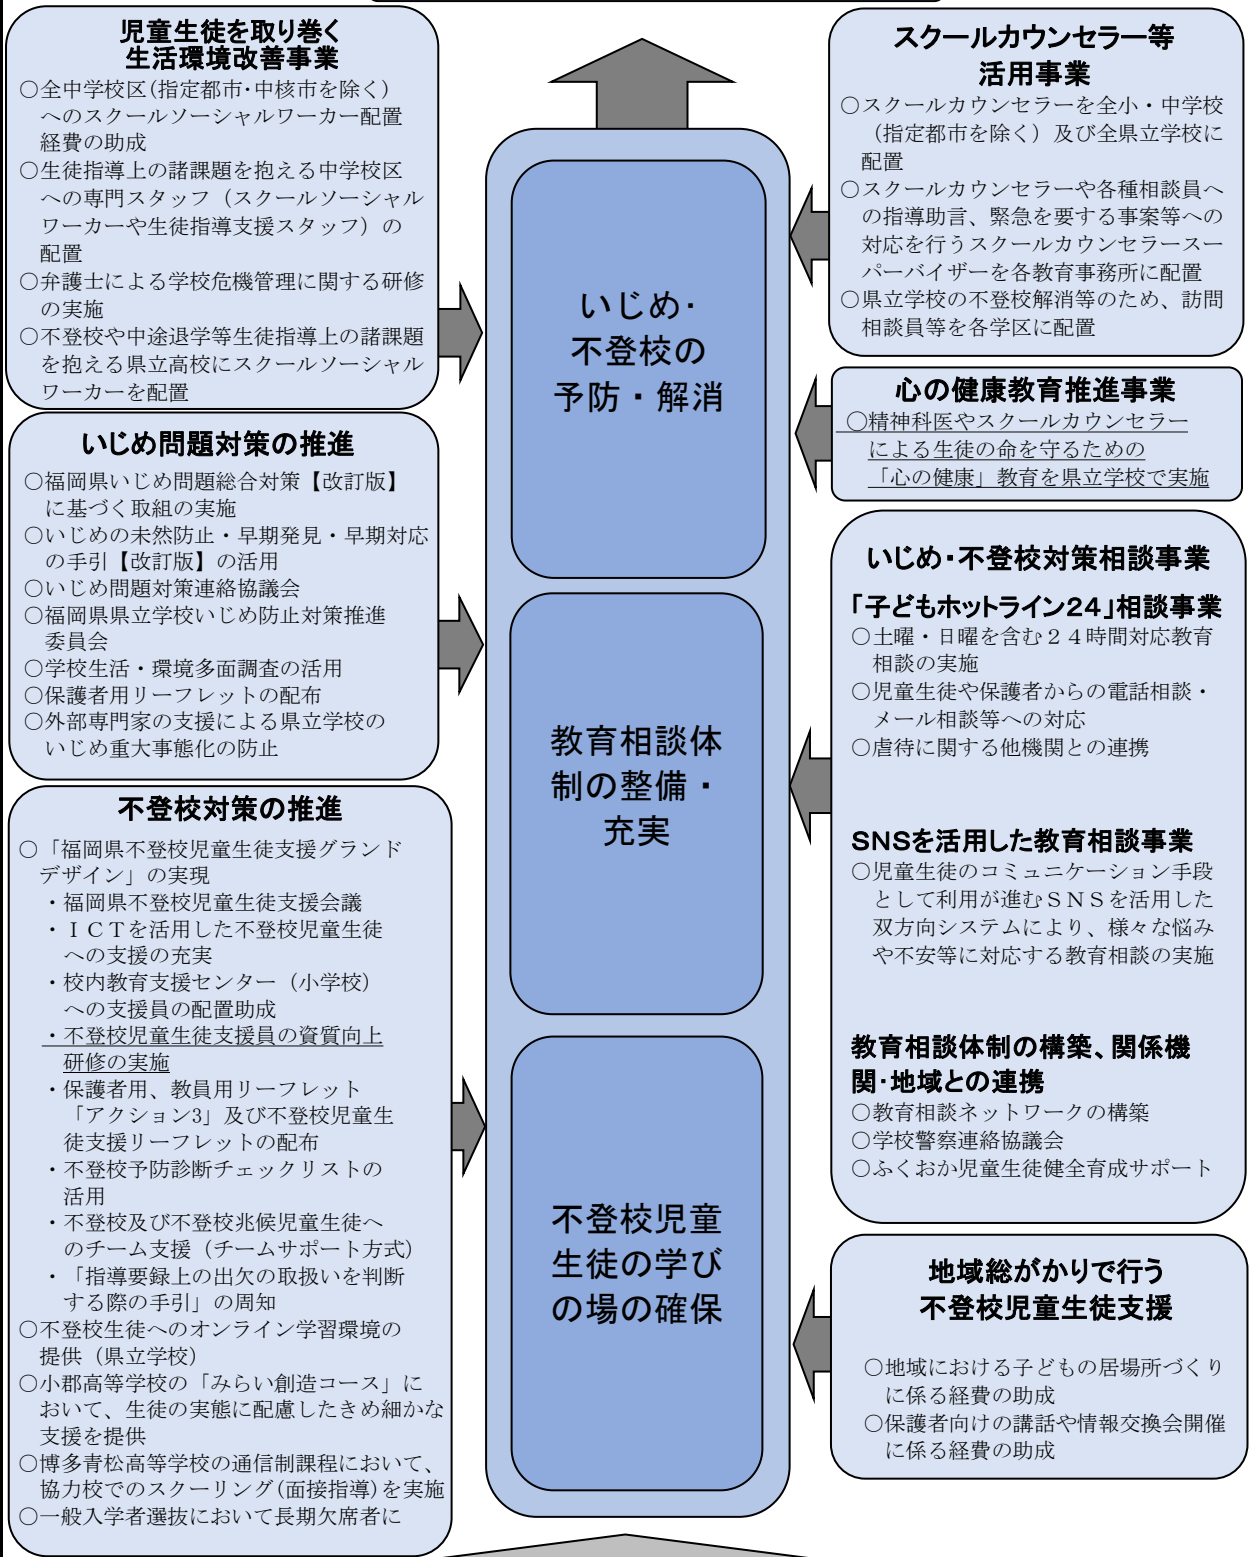 児童生徒を取り巻く
生活環境改善事業
○全中学校区(指定都市・中核市を除く)
へのスクールソーシャルワーカー配置
経費の助成
○生徒指導上の諸課題を抱える中学校区
への専門スタッフ（スクールソーシャル
ワーカーや生徒指導支援スタッフ）の
配置
○弁護士による学校危機管理に関する研修
の実施
○不登校や中途退学等生徒指導上の諸課題
を抱える県立高校にスクールソーシャル
ワーカーを配置
いじめ問題対策の推進
○福岡県いじめ問題総合対策【改訂版】
に基づく取組の実施
○いじめの未然防止・早期発見・早期対応
の手引【改訂版】の活用
○いじめ問題対策連絡協議会
○福岡県県立学校いじめ防止対策推進
委員会
○学校生活・環境多面調査の活用
○保護者用リーフレットの配布
○外部専門家の支援による県立学校の
いじめ重大事態化の防止
不登校対策の推進
○「福岡県不登校児童生徒支援グランド
デザイン」の実現
・福岡県不登校児童生徒支援会議
・ＩＣＴを活用した不登校児童生徒
への支援の充実
・校内教育支援センター（小学校）
への支援員の配置助成
・不登校児童生徒支援員の資質向上
研修の実施
・保護者用、教員用リーフレット
「アクション3」及び不登校児童生
徒支援リーフレットの配布
・不登校予防診断チェックリストの
活用
・不登校及び不登校兆候児童生徒へ
のチーム支援（チームサポート方式）
・「指導要録上の出欠の取扱いを判断
する際の手引」の周知
○不登校生徒へのオンライン学習環境の
提供（県立学校）
○小郡高等学校の「みらい創造コース」に
おいて、生徒の実態に配慮したきめ細かな
支援を提供
○博多青松高等学校の通信制課程において、
協力校でのスクーリング(面接指導)を実施
○一般入学者選抜において長期欠席者に
いじめ・
不登校の
予防・解消
教育相談体
制の整備・
充実
不登校児童
生徒の学び
の場の確保
スクールカウンセラー等
活用事業
○スクールカウンセラーを全小・中学校
（指定都市を除く）及び全県立学校に
配置
○スクールカウンセラーや各種相談員へ
の指導助言、緊急を要する事案等への
対応を行うスクールカウンセラースー
パーバイザーを各教育事務所に配置
○県立学校の不登校解消等のため、訪問
相談員等を各学区に配置
心の健康教育推進事業
○精神科医やスクールカウンセラー
による生徒の命を守るための
「心の健康」教育を県立学校で実施
いじめ・不登校対策相談事業
「子どもホットライン24」相談事業
○土曜・日曜を含む２４時間対応教育
相談の実施
○児童生徒や保護者からの電話相談・
メール相談等への対応
○虐待に関する他機関との連携
SNSを活用した教育相談事業
○児童生徒のコミュニケーション手段
として利用が進むＳＮＳを活用した
双方向システムにより、様々な悩み
や不安等に対応する教育相談の実施
教育相談体制の構築、関係機
関・地域との連携
○教育相談ネットワークの構築
○学校警察連絡協議会
○ふくおか児童生徒健全育成サポート
地域総がかりで行う
不登校児童生徒支援
○地域における子どもの居場所づくり
に係る経費の助成
○保護者向けの講話や情報交換会開催
に係る経費の助成